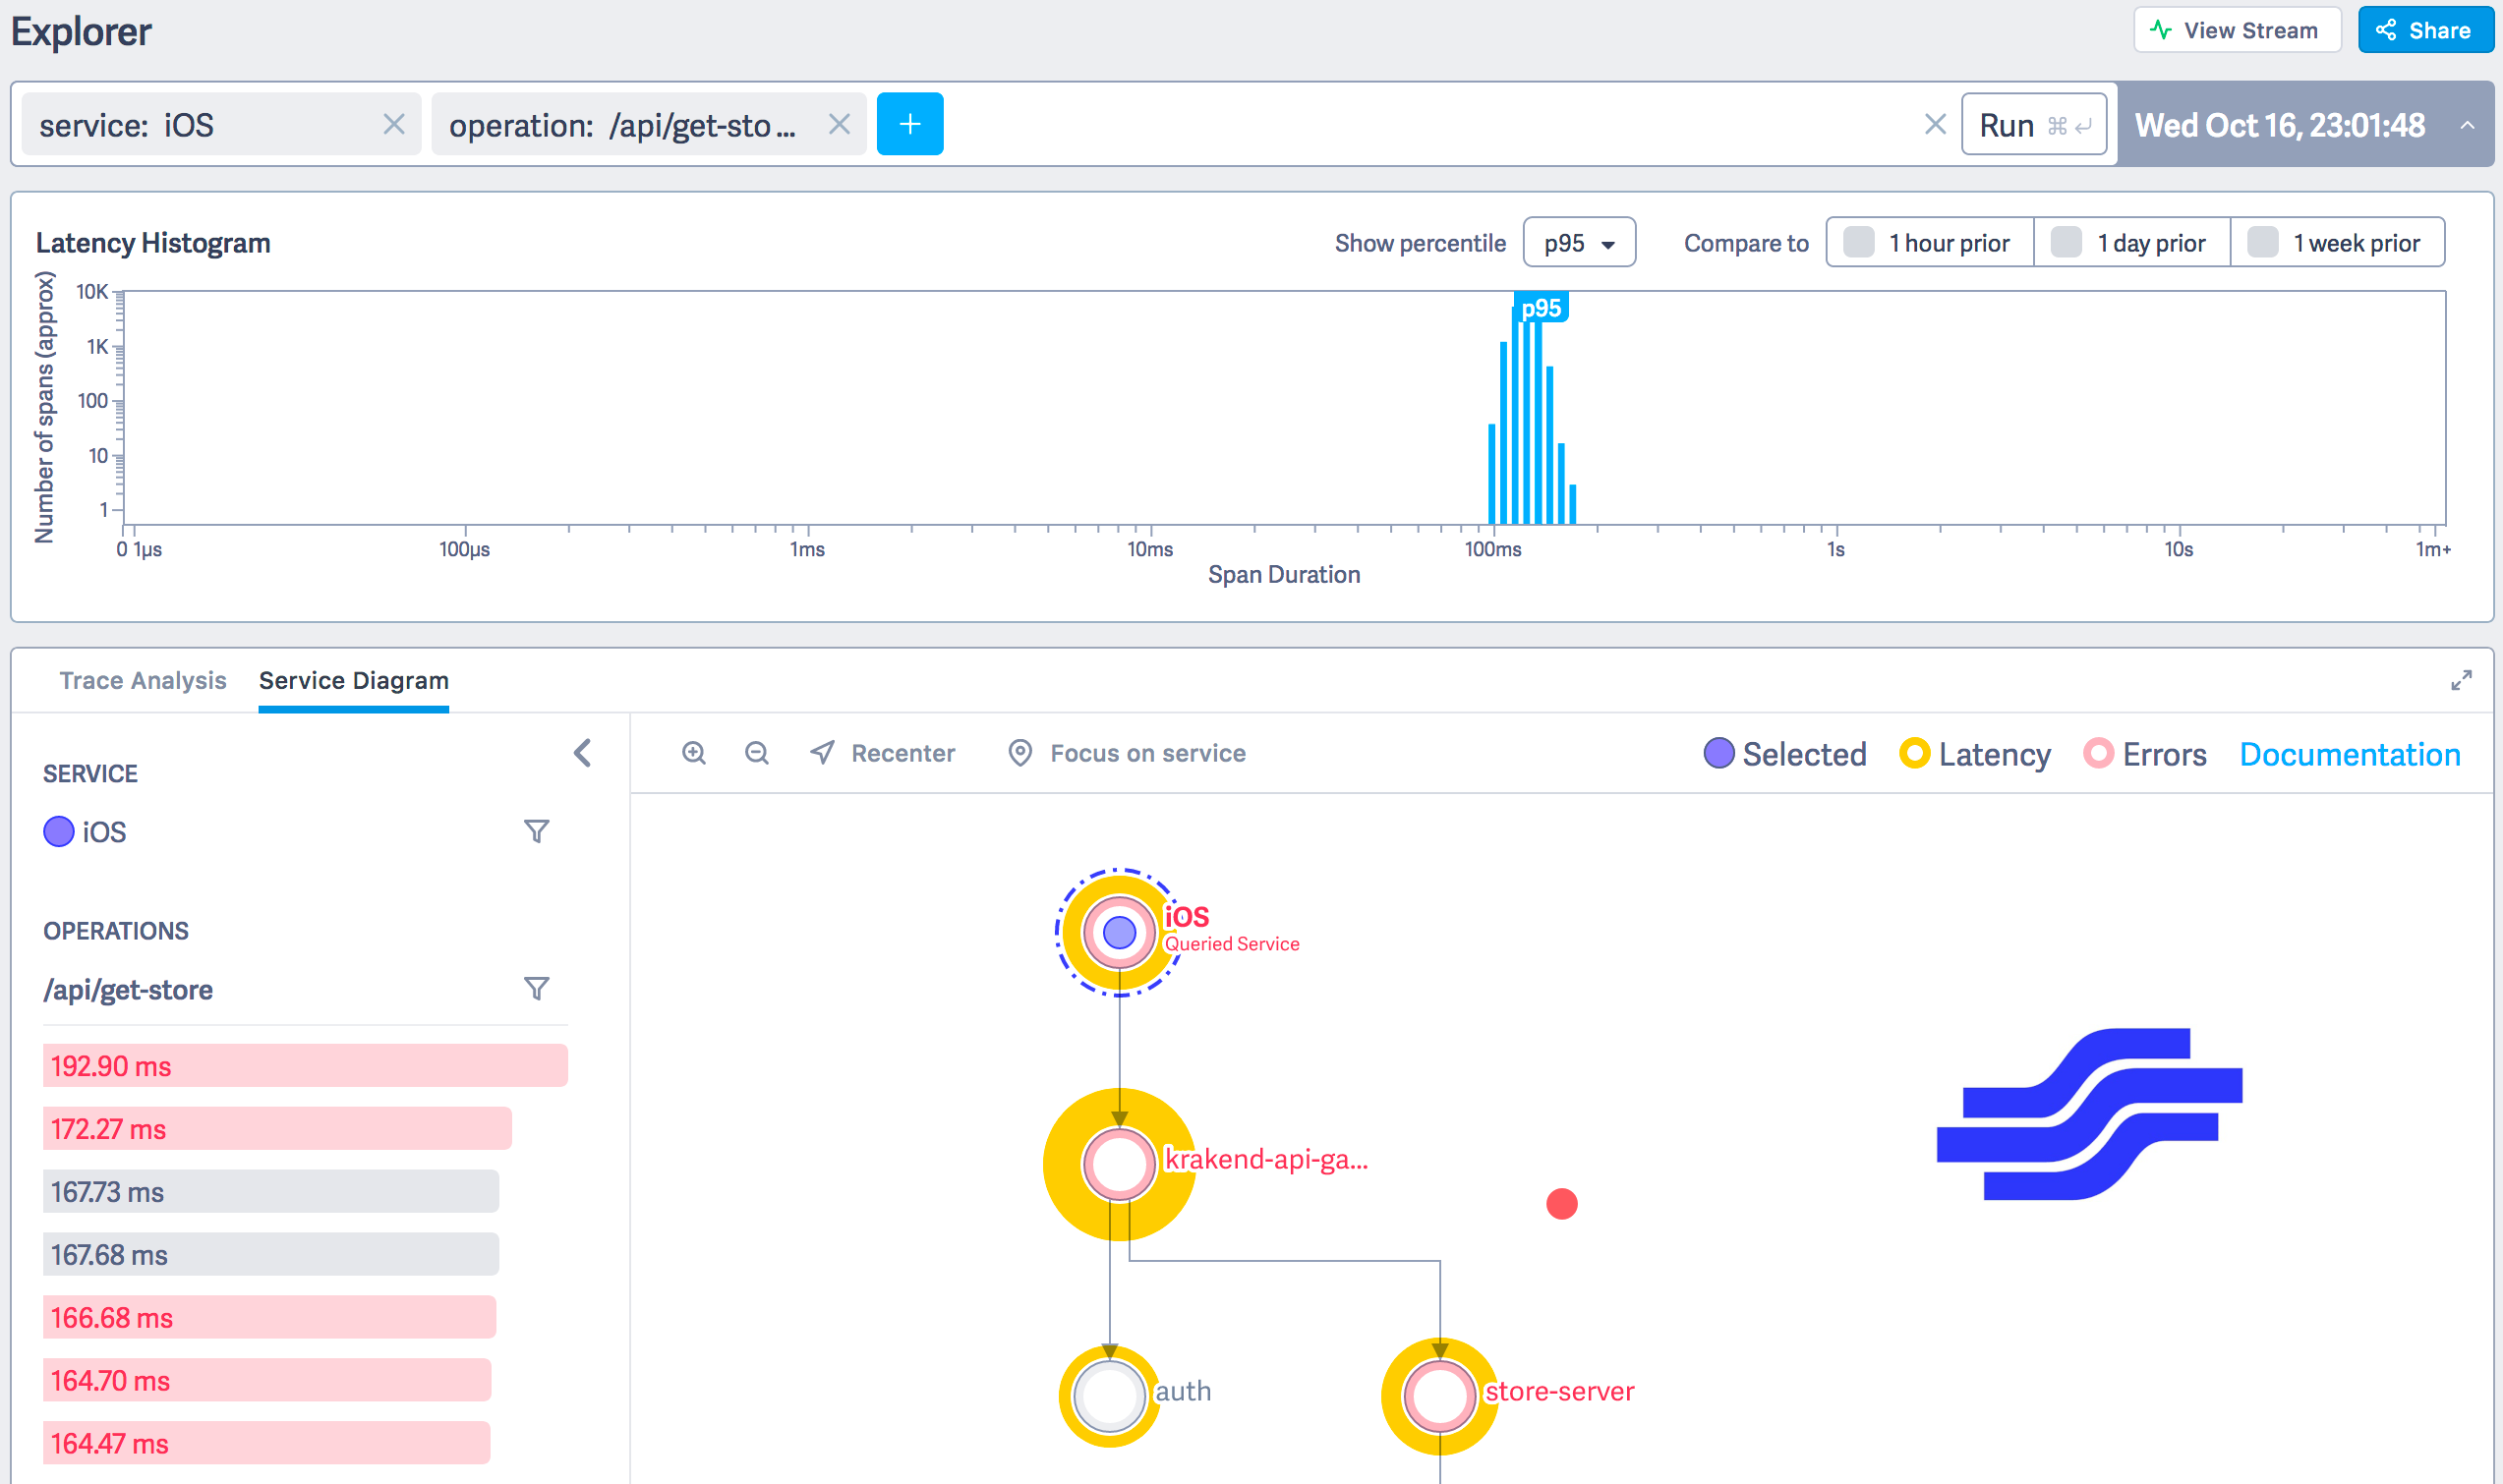 Explorer
View Stream
Share
service: iOS
operation: /api/get-sto ...
+
Run ⌘
Wed Oct 16, 23:01:48
Latency Histogram
Show percentile
p95
Compare to
1 hour prior
1 day prior
1 week prior
Number of spans (approx)
10K
1K
100
10
1
p95
0 1µs
100µs
1ms
10ms
100ms
1s
10s
1m+
Span Duration
Trace Analysis
Service Diagram
SERVICE
iOS
OPERATIONS
/api/get-store
192.90 ms
172.27 ms
167.73 ms
167.68 ms
166.68 ms
164.70 ms
164.47 ms
Recenter
Focus on service
Selected
Latency
Errors
Documentation
iOS
Queried Service
krakend-api-ga...
auth
store-server